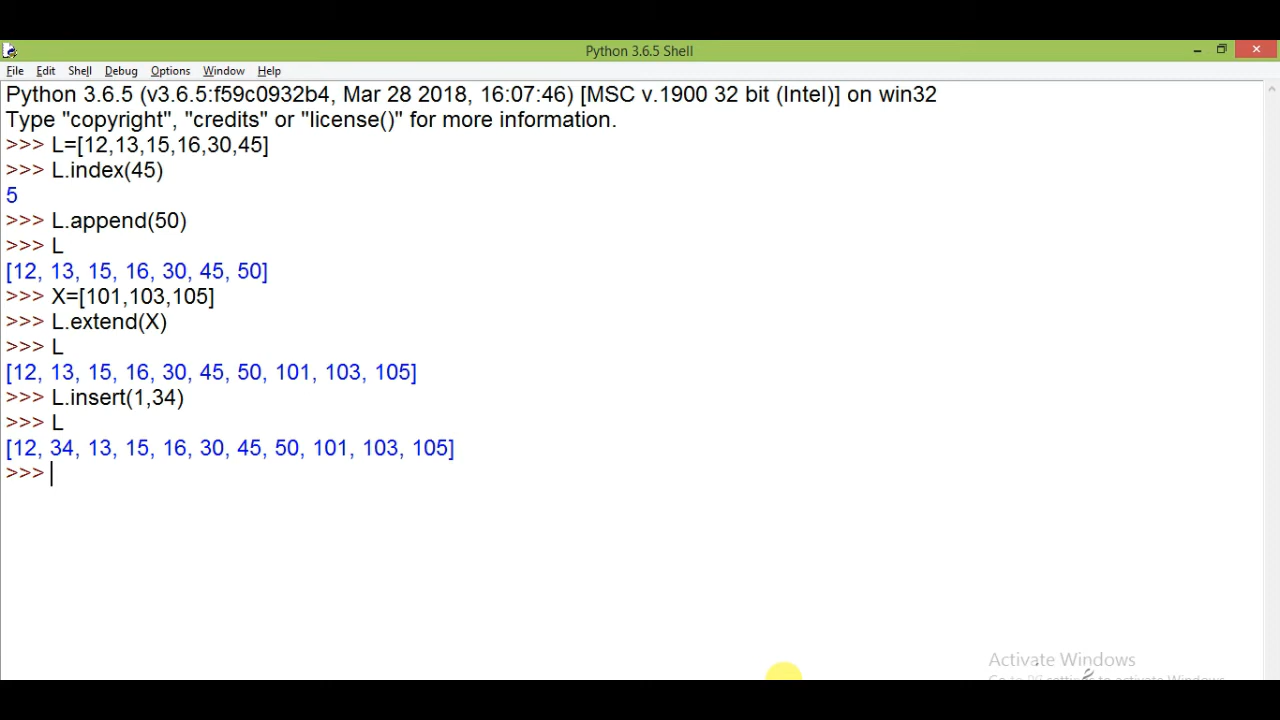 Python 3.6.5 Shell
File Edit Shell Debug Options Window Help
Python 3.6.5 (v3.6.5:f59c0932b4, Mar 28 2018, 16:07:46) [MSC v.1900 32 bit (Intel)] on win32
Type "copyright", "credits" or "license()" for more information.
>>> L=[12,13,15,16,30,45]
>>> L.index(45)
5
>>> L.append(50)
>>> L
[12, 13, 15, 16, 30, 45, 50]
>>> X=[101,103,105]
>>> L.extend(X)
>>> L
[12, 13, 15, 16, 30, 45, 50, 101, 103, 105]
>>> L.insert(1,34)
>>> L
[12, 34, 13, 15, 16, 30, 45, 50, 101, 103, 105]
>>>
Activate Windows